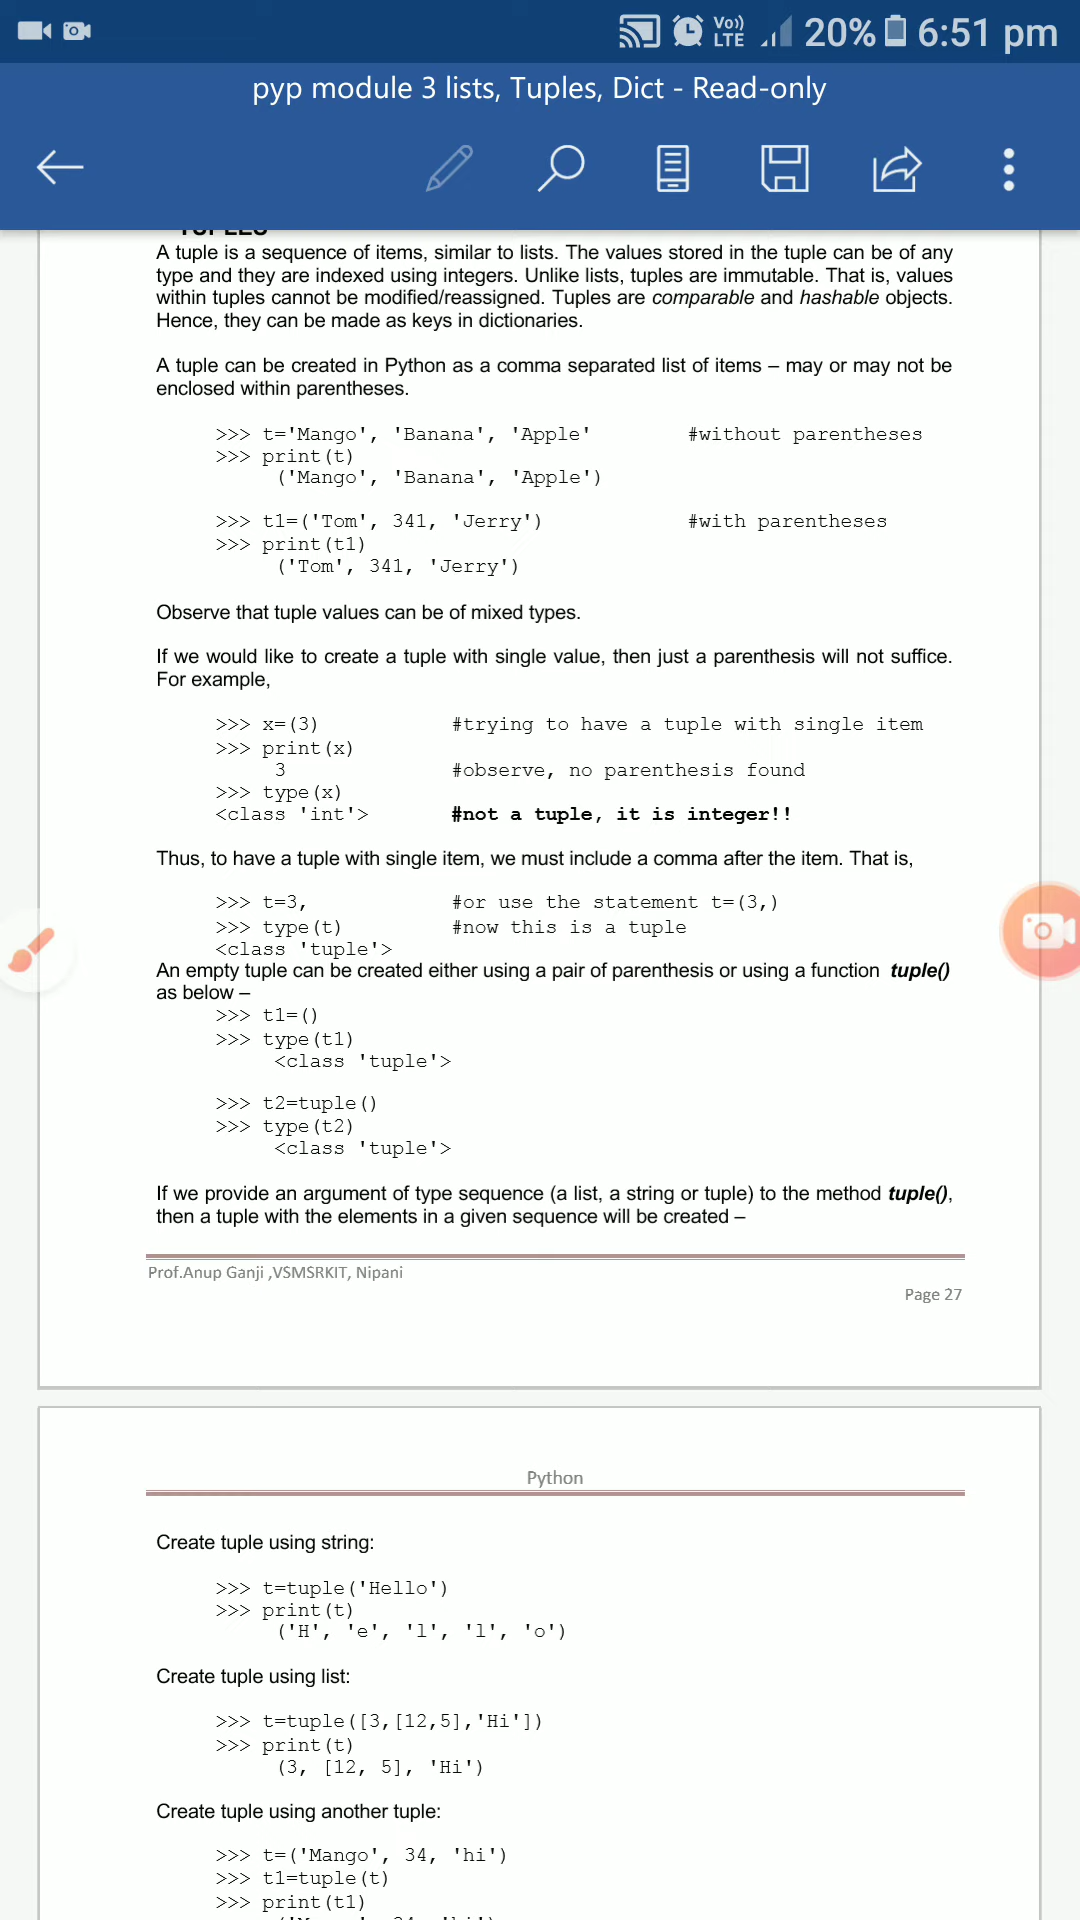 Vo))
LTE
20%
6:51 pm
pyp module 3 lists, Tuples, Dict - Read-only
TUPLES
A tuple is a sequence of items, similar to lists. The values stored in the tuple can be of any
type and they are indexed using integers. Unlike lists, tuples are immutable. That is, values
within tuples cannot be modified/reassigned. Tuples are comparable and hashable objects.
Hence, they can be made as keys in dictionaries.
A tuple can be created in Python as a comma separated list of items – may or may not be
enclosed within parentheses.
>>> t='Mango', 'Banana', 'Apple' #without parentheses
>>> print(t)
('Mango', 'Banana', 'Apple')
>>> t1=('Tom', 341, 'Jerry') #with parentheses
>>> print(t1)
('Tom', 341, 'Jerry')
Observe that tuple values can be of mixed types.
If we would like to create a tuple with single value, then just a parenthesis will not suffice.
For example,
>>> x=(3) #trying to have a tuple with single item
>>> print(x)
3 #observe, no parenthesis found
>>> type(x)
<class 'int'> #not a tuple, it is integer!!
Thus, to have a tuple with single item, we must include a comma after the item. That is,
>>> t=3, #or use the statement t=(3,)
>>> type(t) #now this is a tuple
<class 'tuple'>
An empty tuple can be created either using a pair of parenthesis or using a function tuple()
as below –
>>> t1=()
>>> type(t1)
<class 'tuple'>
>>> t2=tuple()
>>> type(t2)
<class 'tuple'>
If we provide an argument of type sequence (a list, a string or tuple) to the method tuple(),
then a tuple with the elements in a given sequence will be created –
Prof.Anup Ganji ,VSMSRKIT, Nipani
Page 27
Python
Create tuple using string:
>>> t=tuple('Hello')
>>> print(t)
('H', 'e', 'l', 'l', 'o')
Create tuple using list:
>>> t=tuple([3,[12,5],'Hi'])
>>> print(t)
(3, [12, 5], 'Hi')
Create tuple using another tuple:
>>> t=('Mango', 34, 'hi')
>>> t1=tuple(t)
>>> print(t1)